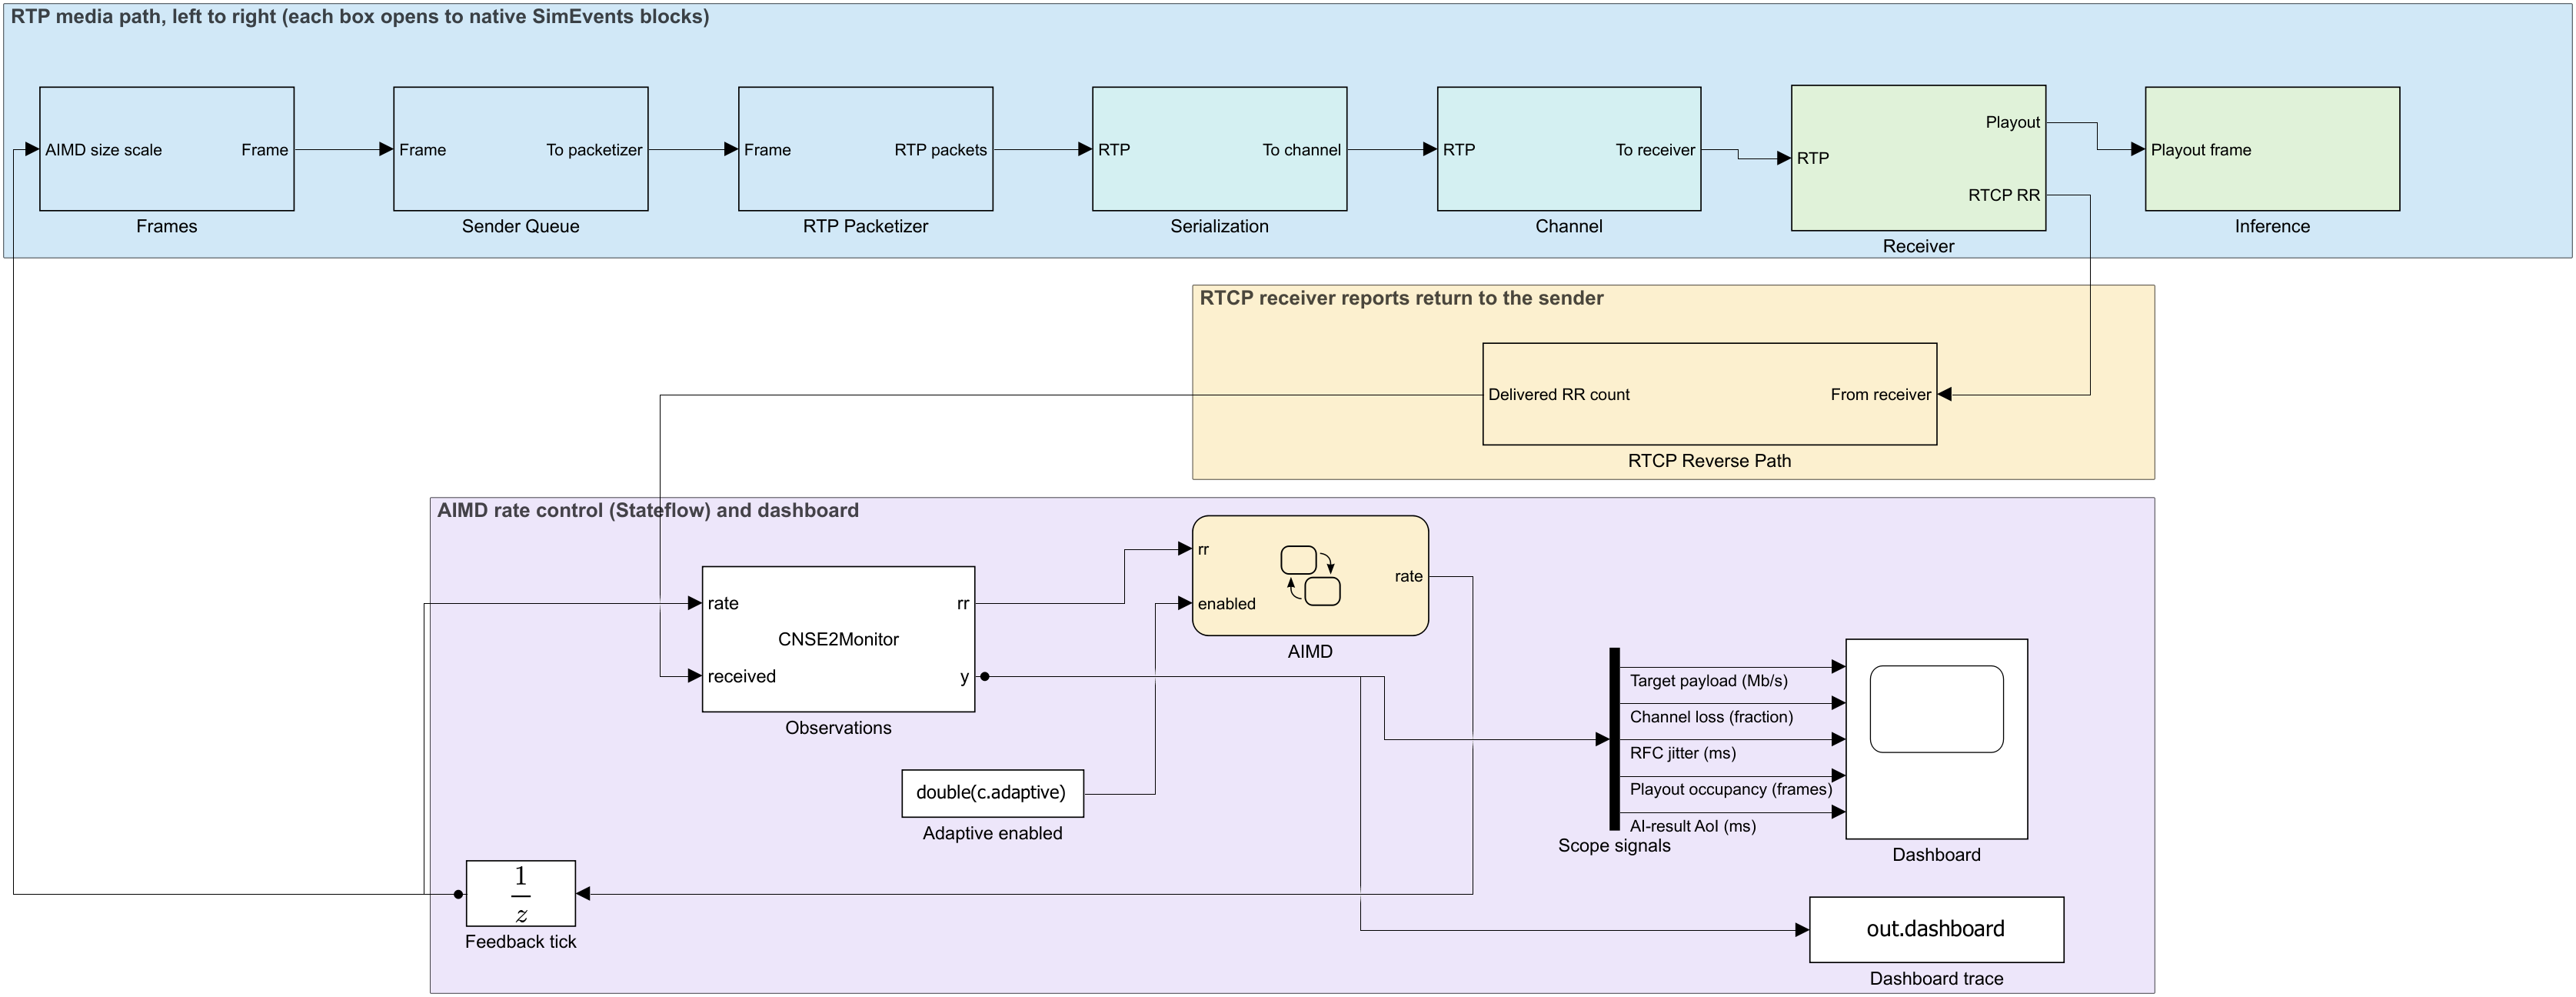 RTP media path, left to right (each box opens to native SimEvents blocks)
AIMD size scale
Frame
Frames
Frame
To packetizer
Sender Queue
Frame
RTP packets
RTP Packetizer
RTP
To channel
Serialization
RTP
To receiver
Channel
RTP
Playout
RTCP RR
Receiver
Playout frame
Inference
RTCP receiver reports return to the sender
Delivered RR count
From receiver
RTCP Reverse Path
AIMD rate control (Stateflow) and dashboard
rate
received
CNSE2Monitor
rr
y
Observations
rr
enabled
rate
AIMD
double(c.adaptive)
Adaptive enabled
Target payload (Mb/s)
Channel loss (fraction)
RFC jitter (ms)
Playout occupancy (frames)
AI-result AoI (ms)
Scope signals
Dashboard
1
z
Feedback tick
out.dashboard
Dashboard trace